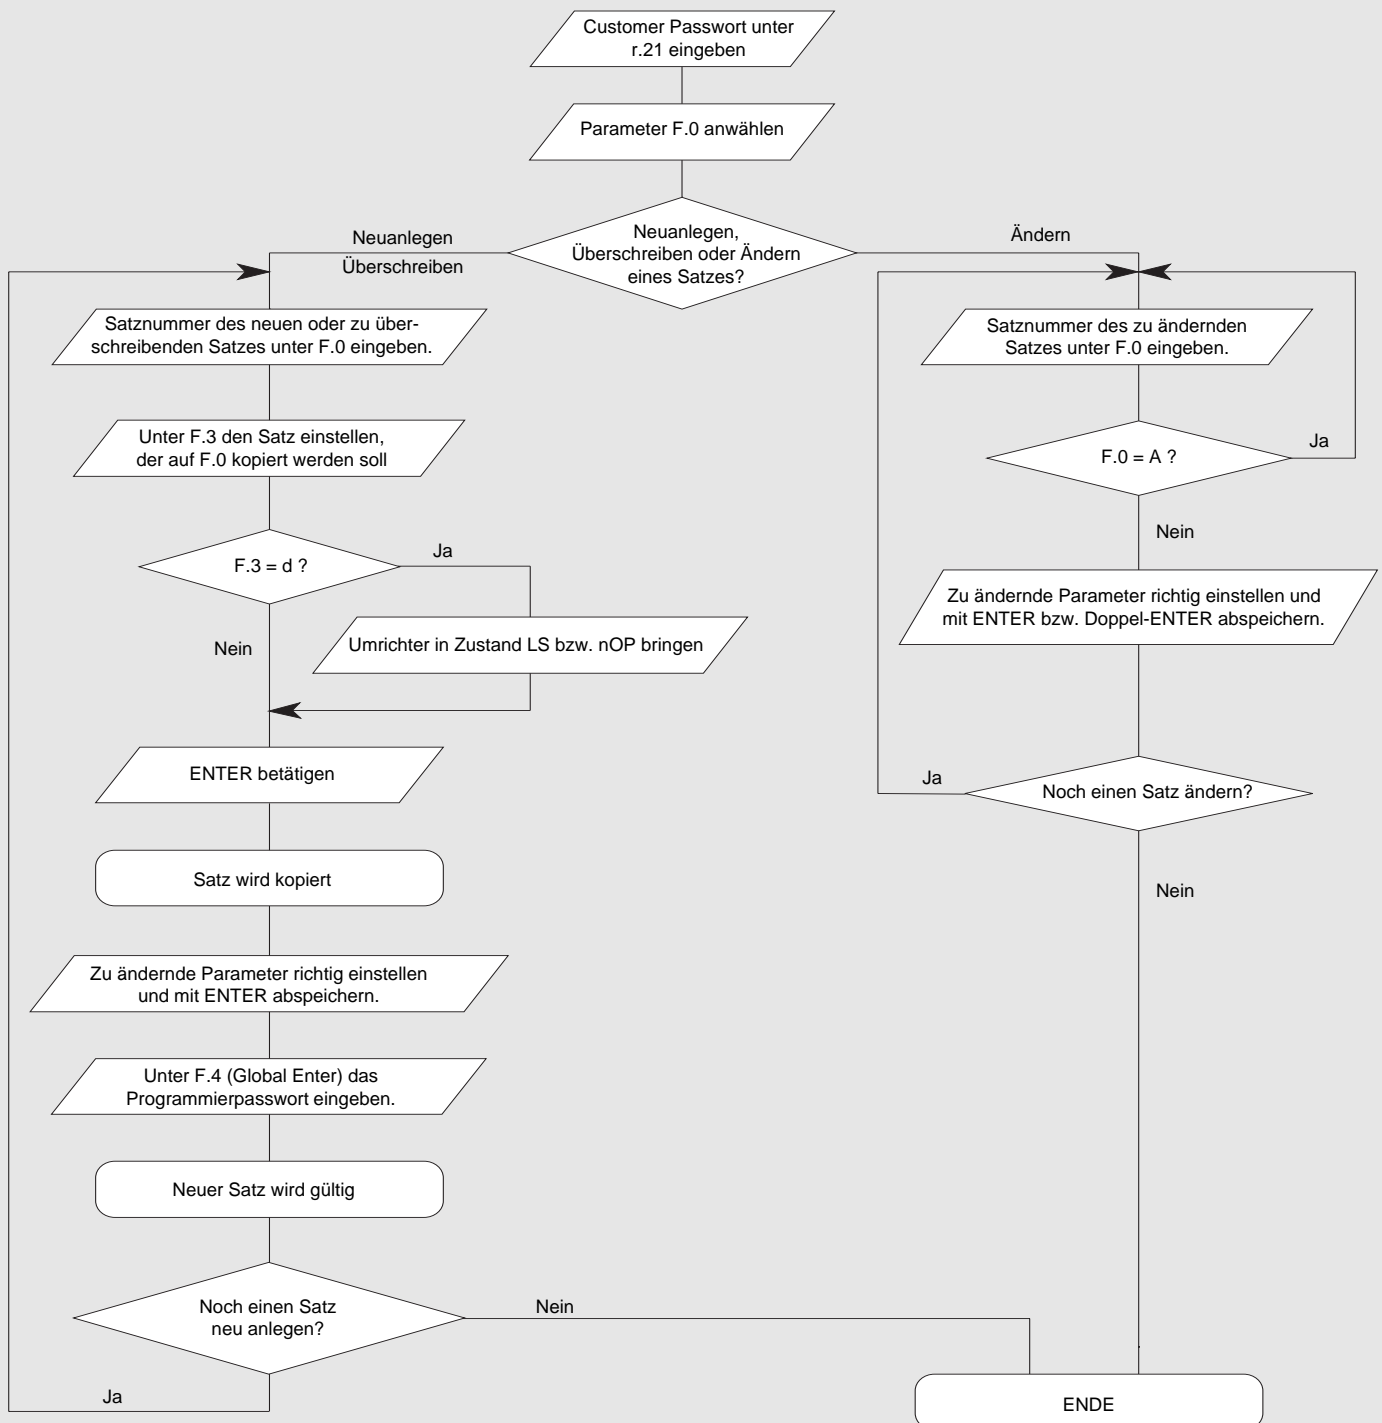 Customer Passwort unter
r.21 eingeben
Parameter F.0 anwählen
Neuanlegen,
Überschreiben oder Ändern
eines Satzes?
Neuanlegen
Überschreiben
Ändern
Satznummer des neuen oder zu über-
schreibenden Satzes unter F.0 eingeben.
Unter F.3 den Satz einstellen,
der auf F.0 kopiert werden soll
F.3 = d ?
Ja
Nein
Umrichter in Zustand LS bzw. nOP bringen
ENTER betätigen
Satz wird kopiert
Zu ändernde Parameter richtig einstellen
und mit ENTER abspeichern.
Unter F.4 (Global Enter) das
Programmierpasswort eingeben.
Neuer Satz wird gültig
Noch einen Satz
neu anlegen?
Nein
Ja
Satznummer des zu ändernden
Satzes unter F.0 eingeben.
F.0 = A ?
Ja
Nein
Zu ändernde Parameter richtig einstellen und
mit ENTER bzw. Doppel-ENTER abspeichern.
Noch einen Satz ändern?
Ja
Nein
ENDE